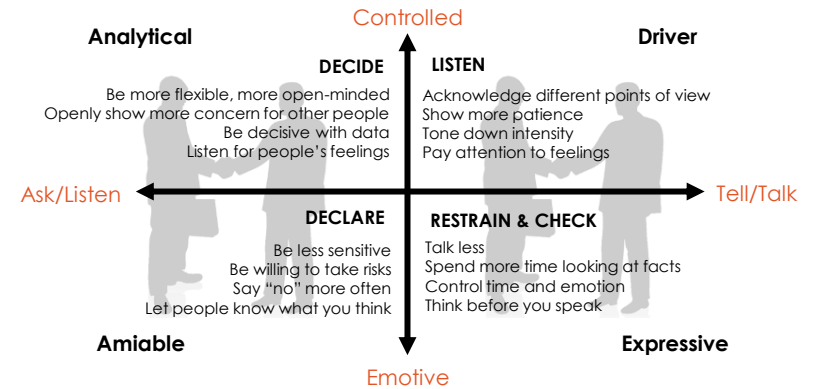 Controlled
Analytical
Driver
DECIDE
Be more flexible, more open-minded
Openly show more concern for other people
Be decisive with data
Listen for people’s feelings
LISTEN
Acknowledge different points of view
Show more patience
Tone down intensity
Pay attention to feelings
Ask/Listen
Tell/Talk
DECLARE
Be less sensitive
Be willing to take risks
Say “no” more often
Let people know what you think
RESTRAIN & CHECK
Talk less
Spend more time looking at facts
Control time and emotion
Think before you speak
Amiable
Expressive
Emotive